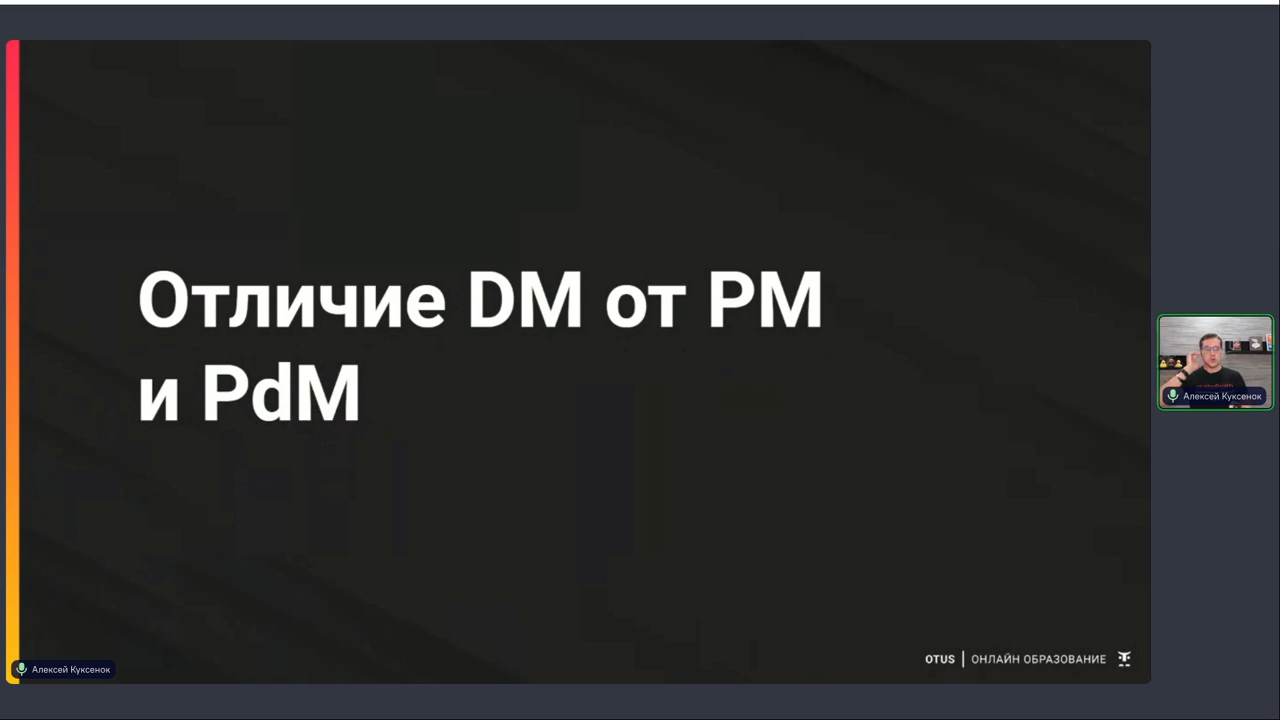 Отличие DM от PM
и PdM
Алексей Куксенок
Алексей Куксенок
OTUS | ОНЛАЙН ОБРАЗОВАНИЕ